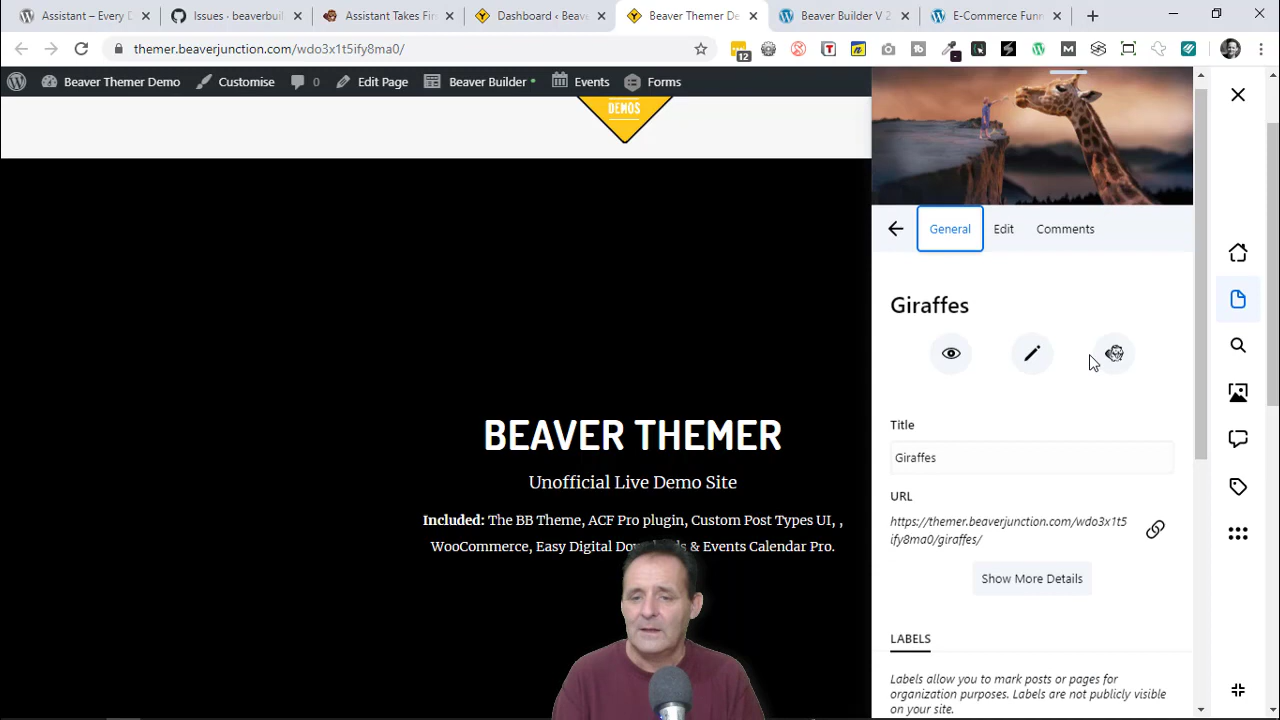 Assistant – Every D
Issues · beaverbuil
Assistant Takes Fin
Dashboard ‹ Beave
Beaver Themer De
Beaver Builder V 2
E-Commerce Funn
themer.beaverjunction.com/wdo3x1t5ify8ma0/
12
Beaver Themer Demo
Customise
0
Edit Page
Beaver Builder
Events
Forms
DEMOS
General
Edit
Comments
Giraffes
Title
Giraffes
URL
https://themer.beaverjunction.com/wdo3x1t5
ify8ma0/giraffes/
Show More Details
LABELS
Labels allow you to mark posts or pages for
organization purposes. Labels are not publicly visible
on your site.
BEAVER THEMER
Unofficial Live Demo Site
Included: The BB Theme, ACF Pro plugin, Custom Post Types UI, ,
WooCommerce, Easy Digital & Events Calendar Pro.